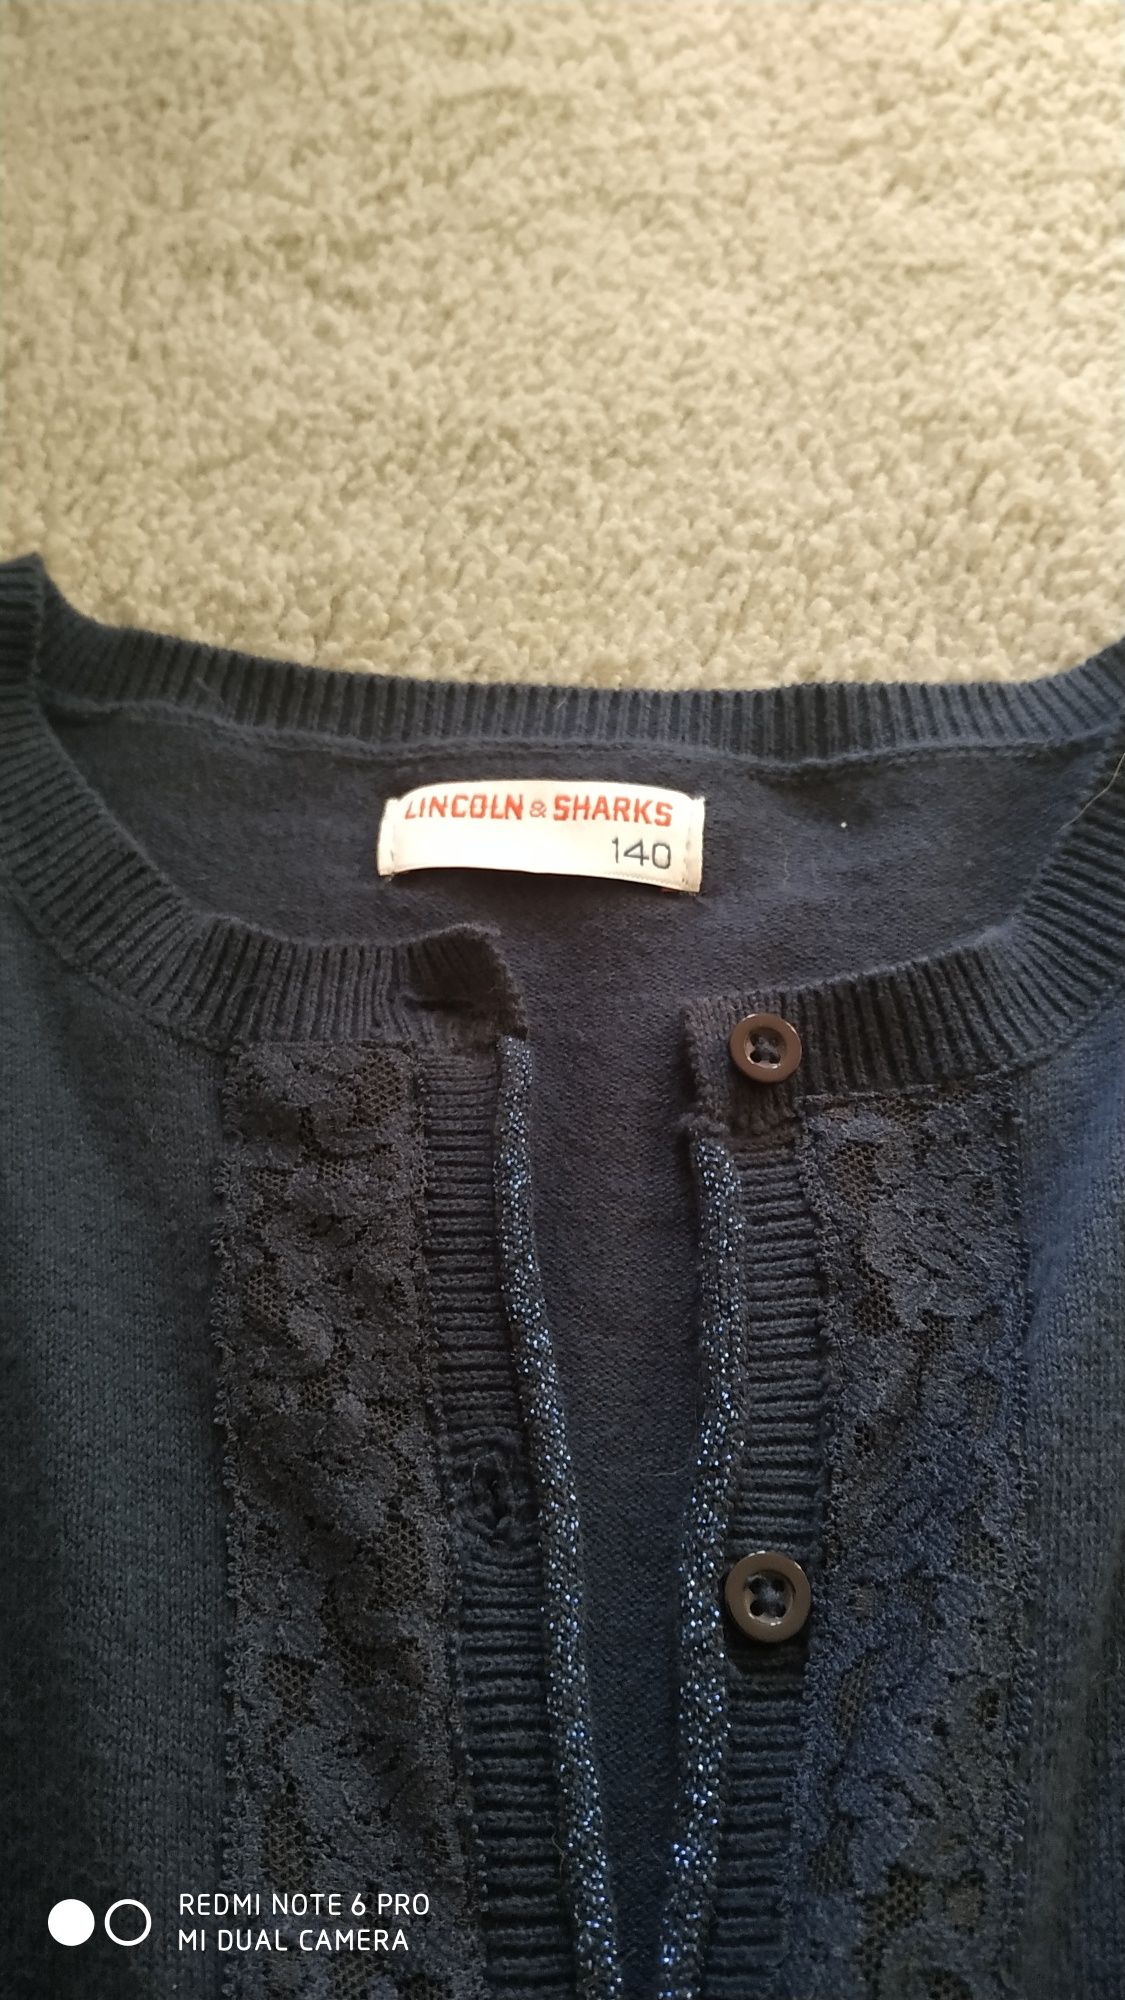 LINCOLN & SHARKS
140
REDMI NOTE 6 PRO
MI DUAL CAMERA